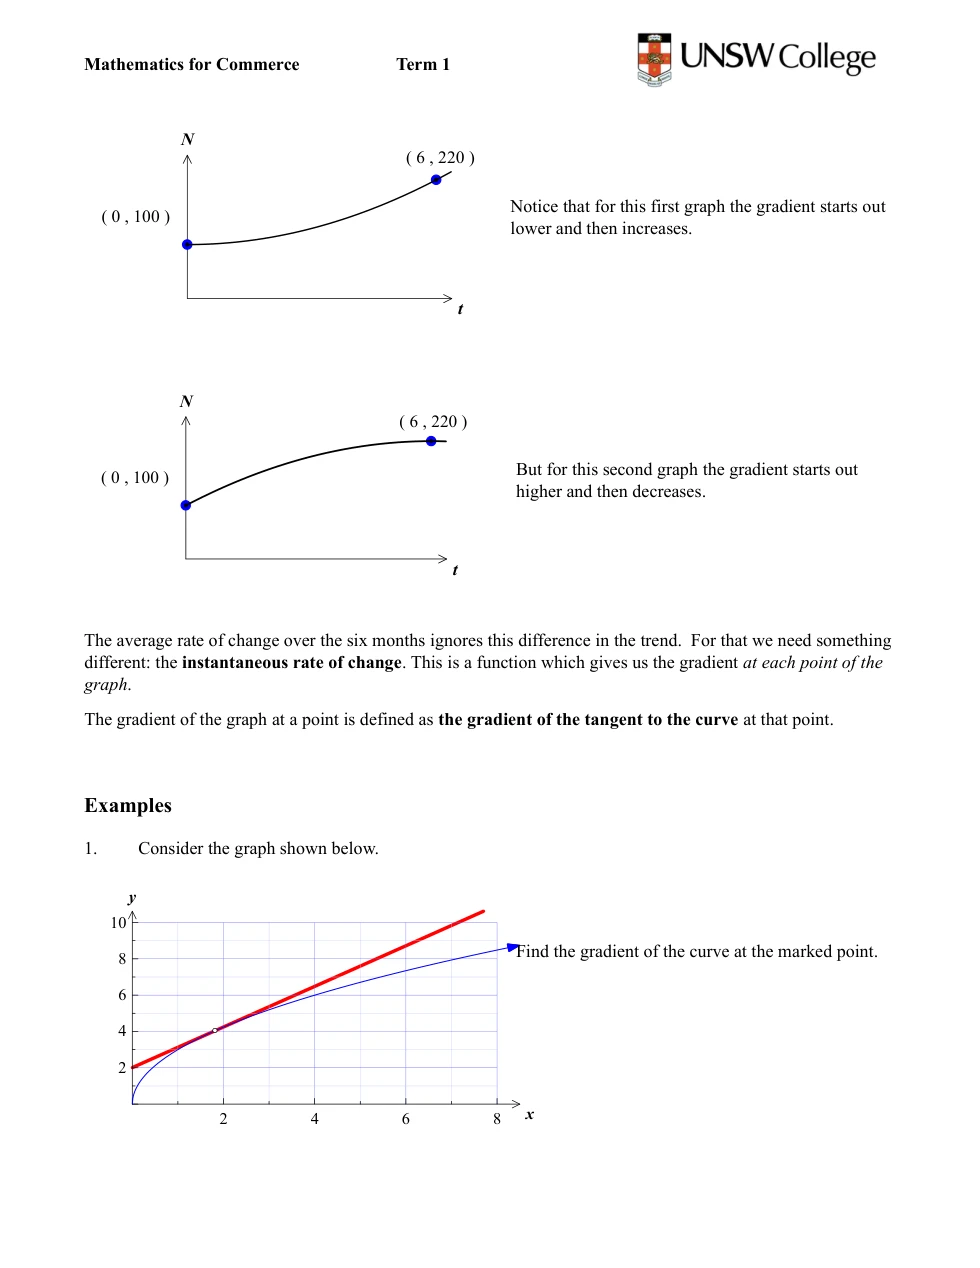 Mathematics for Commerce Term 1
UNSW College
N
( 6 , 220 )
( 0 , 100 )
Notice that for this first graph the gradient starts out
lower and then increases.
t
N
( 6 , 220 )
( 0 , 100 )
But for this second graph the gradient starts out
higher and then decreases.
t
The average rate of change over the six months ignores this difference in the trend.  For that we need something
different: the instantaneous rate of change. This is a function which gives us the gradient at each point of the
graph.
The gradient of the graph at a point is defined as the gradient of the tangent to the curve at that point.
Examples
1. Consider the graph shown below.
y
10
8
6
4
2
Find the gradient of the curve at the marked point.
2 4 6 8 x